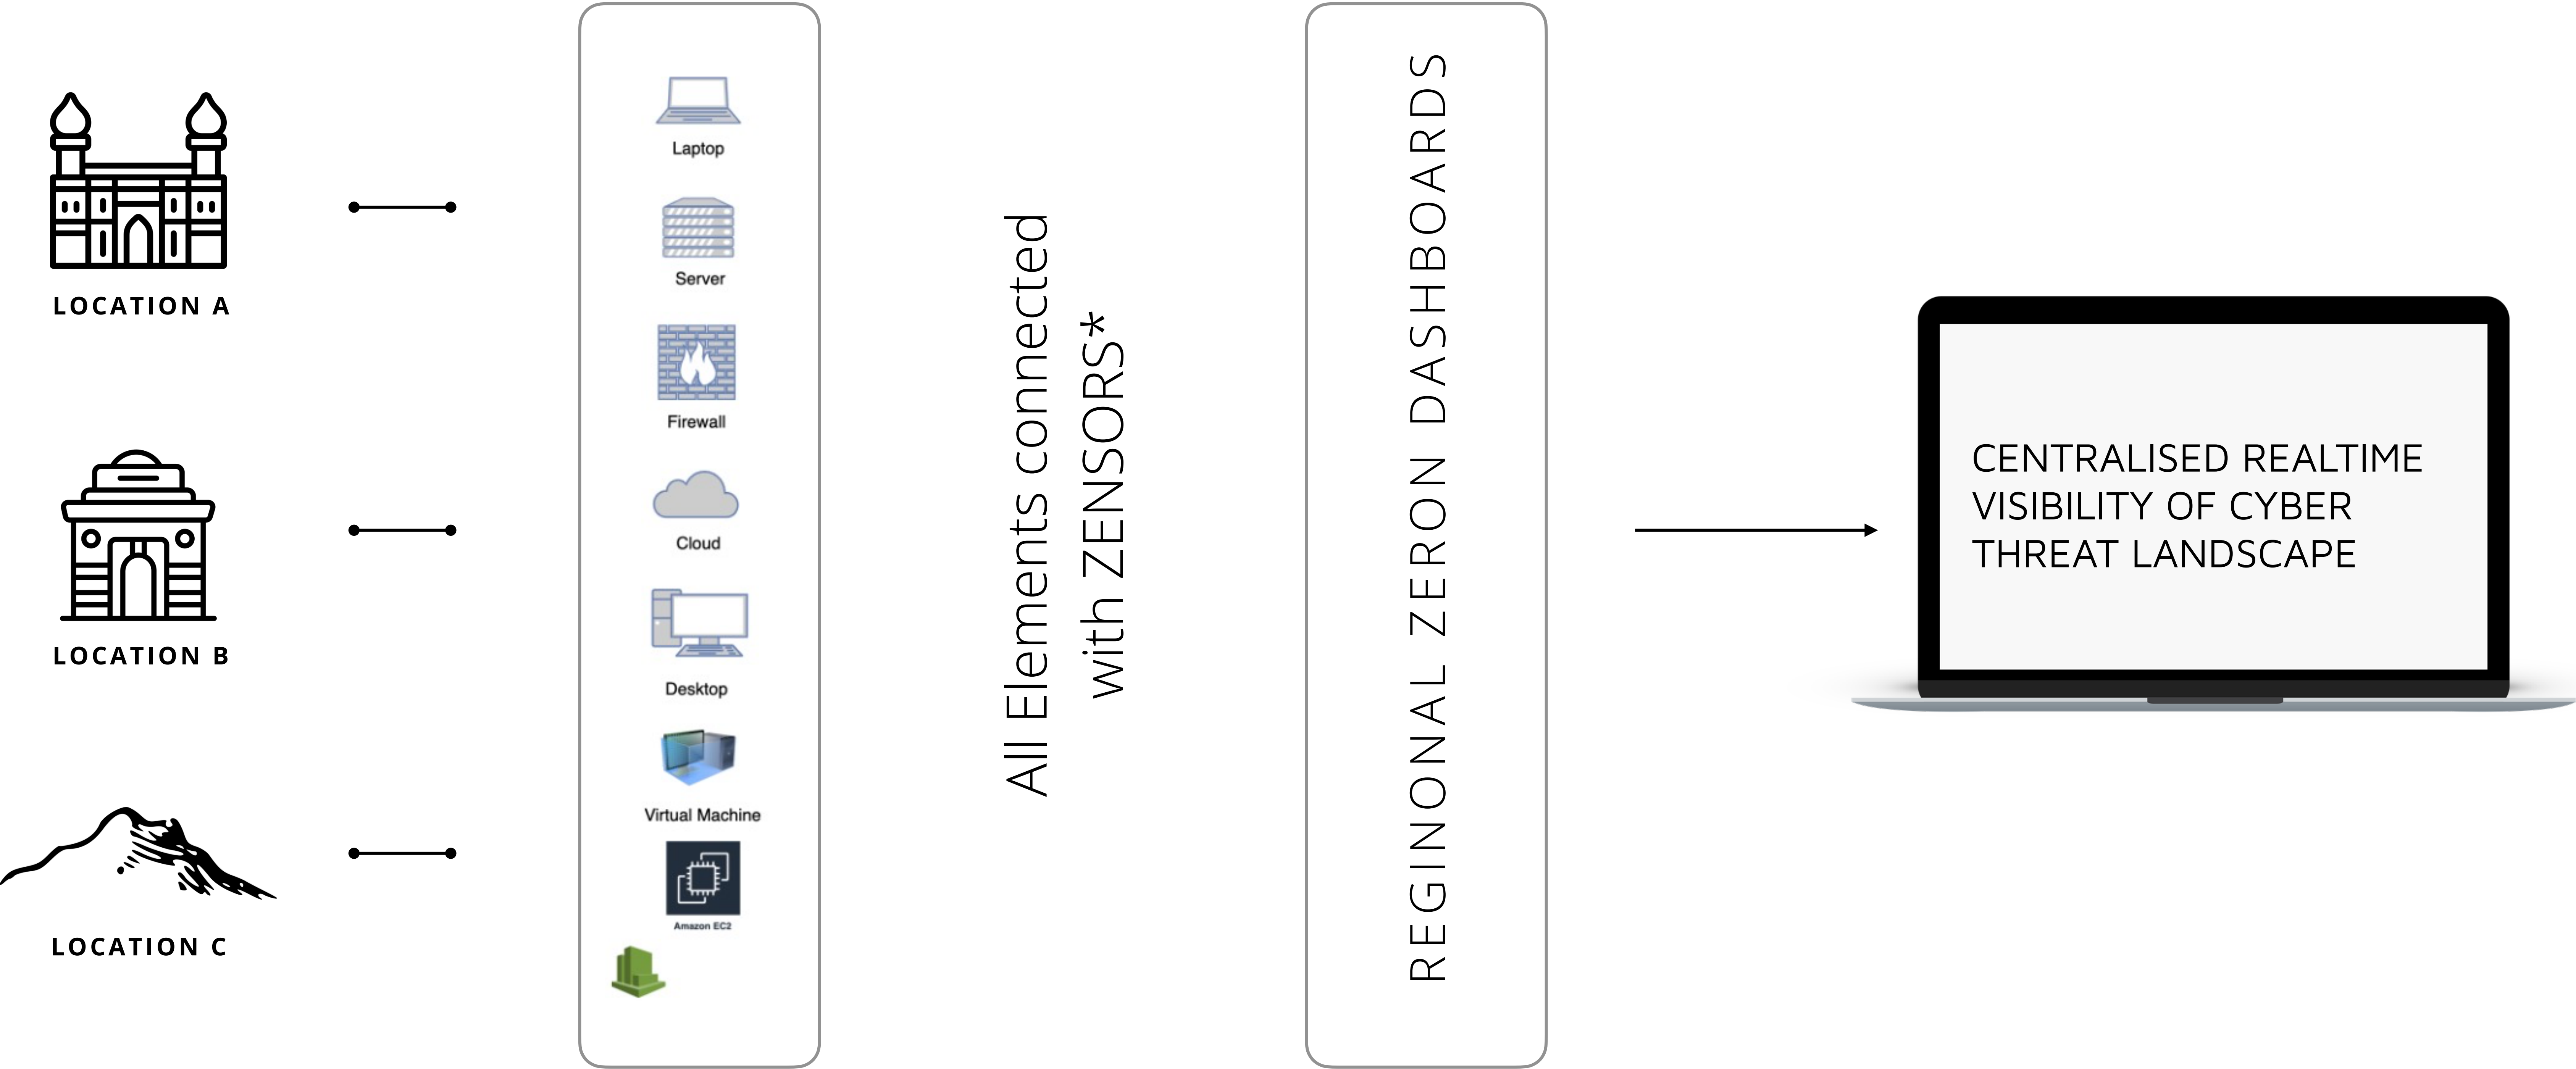 LOCATION A
LOCATION B
LOCATION C
Laptop
Server
Firewall
Cloud
Desktop
Virtual Machine
Amazon EC2
All Elements connected
with ZENSORS*
REGINONAL ZERON DASHBOARDS
CENTRALISED REALTIME
VISIBILITY OF CYBER
THREAT LANDSCAPE